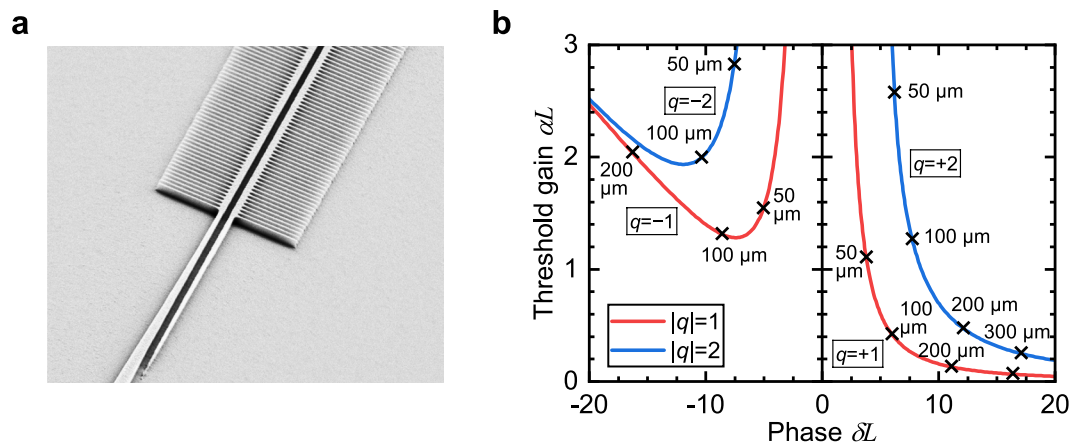 a
b
Threshold gain αL
3
2
1
0
50 µm
q=−2
100 µm
200
µm
q=−1
50
µm
100 µm
|q|=1
|q|=2
50 µm
q=+2
100 µm
50
µm
200 µm
100
µm
300 µm
q=+1
200 µm
-20
-10
0
10
20
Phase δL